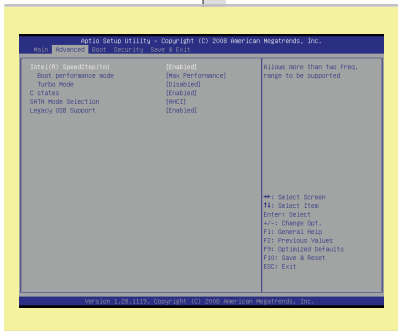 Aptio Setup Utility – Copyright (C) 2008 American Megatrends, Inc.
Main Advanced Boot Security Save & Exit
Intel(R) SpeedStep(tm) [Enabled]
Boot performance mode [Max Performance]
Turbo Mode [Disabled]
C states [Enabled]
SATA Mode Selection [AHCI]
Legacy USB Support [Enabled]
Allows more than two freq.
range to be supported
↔: Select Screen
↑↓: Select Item
Enter: Select
+/-: Change Opt.
F1: General Help
F2: Previous Values
F9: Optimized Defaults
F10: Save & Reset
ESC: Exit
Version 1.28.1119. Copyright (C) 2008 American Megatrends, Inc.